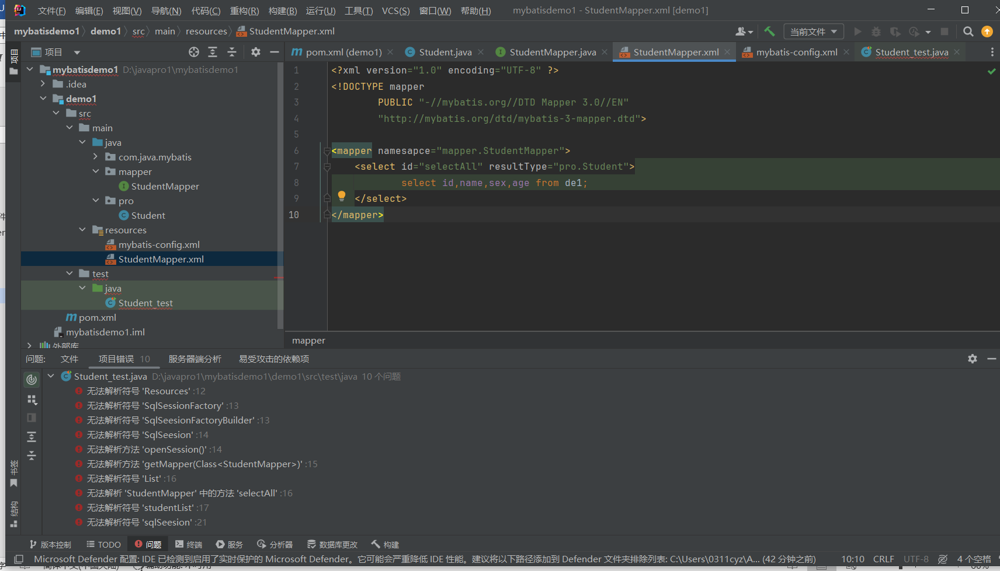 文件(F) 编辑(E) 视图(V) 导航(N) 代码(C) 重构(R) 构建(B) 运行(U) 工具(T) VCS(S) 窗口(W) 帮助(H) mybatisdemo1 - StudentMapper.xml [demo1]
mybatisdemo1 demo1 src main resources StudentMapper.xml 当前文件
项目 pom.xml (demo1) Student.java StudentMapper.java StudentMapper.xml mybatis-config.xml Student_test.java
项目
mybatisdemo1 D:\javapro1\mybatisdemo1
.idea
demo1
src
main
java
com.java.mybatis
mapper
StudentMapper
pro
Student
resources
mybatis-config.xml
StudentMapper.xml
test
java
Student_test
pom.xml
mybatisdemo1.iml
外部库
1 <?xml version="1.0" encoding="UTF-8" ?>
2 <!DOCTYPE mapper
3 PUBLIC "-//mybatis.org//DTD Mapper 3.0//EN"
4 "http://mybatis.org/dtd/mybatis-3-mapper.dtd">
5
6 <mapper namesapce="mapper.StudentMapper">
7 <select id="selectAll" resultType="pro.Student">
8 select id,name,sex,age from de1;
9 </select>
10 </mapper>
mapper
问题: 文件 项目错误 10 服务器端分析 易受攻击的依赖项
Student_test.java D:\javapro1\mybatisdemo1\demo1\src\test\java 10 个问题
无法解析符号 'Resources' :12
无法解析符号 'SqlSessionFactory' :13
无法解析符号 'SqlSeesionFactoryBuilder' :13
无法解析符号 'SqlSeesion' :14
无法解析方法 'openSession()' :14
无法解析方法 'getMapper(Class<StudentMapper>)' :15
无法解析符号 'List' :16
无法解析 'StudentMapper' 中的方法 'selectAll' :16
无法解析符号 'studentList' :17
无法解析符号 'sqlSeesion' :21
书签
结构
版本控制 TODO 问题 终端 服务 分析器 数据库更改 构建
Microsoft Defender 配置: IDE 已检测到启用了实时保护的 Microsoft Defender。它可能会严重降低 IDE 性能。建议将以下路径添加到 Defender 文件夹排除列表: C:\Users\0311cyz\A... (42 分钟之前) 10:10 CRLF UTF-8 4 个空格